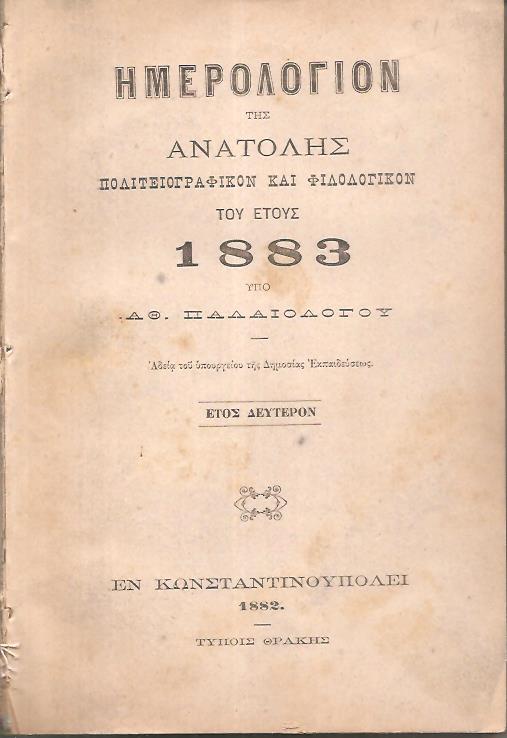 ΗΜΕΡΟΛΟΓΙΟΝ
ΤΗΣ
ΑΝΑΤΟΛΗΣ
ΠΟΛΙΤΕΙΟΓΡΑΦΙΚΟΝ ΚΑΙ ΦΙΛΟΛΟΓΙΚΟΝ
ΤΟΥ ΕΤΟΥΣ
1883
ΥΠΟ
ΑΘ. ΠΑΛΑΙΟΛΟΓΟΥ
Ἀδείᾳ τοῦ ὑπουργείου τῆς Δημοσίας Ἐκπαιδεύσεως.
ΕΤΟΣ ΔΕΥΤΕΡΟΝ
ΕΝ ΚΩΝΣΤΑΝΤΙΝΟΥΠΟΛΕΙ
1882.
ΤΥΠΟΙΣ ΘΡΑΚΗΣ